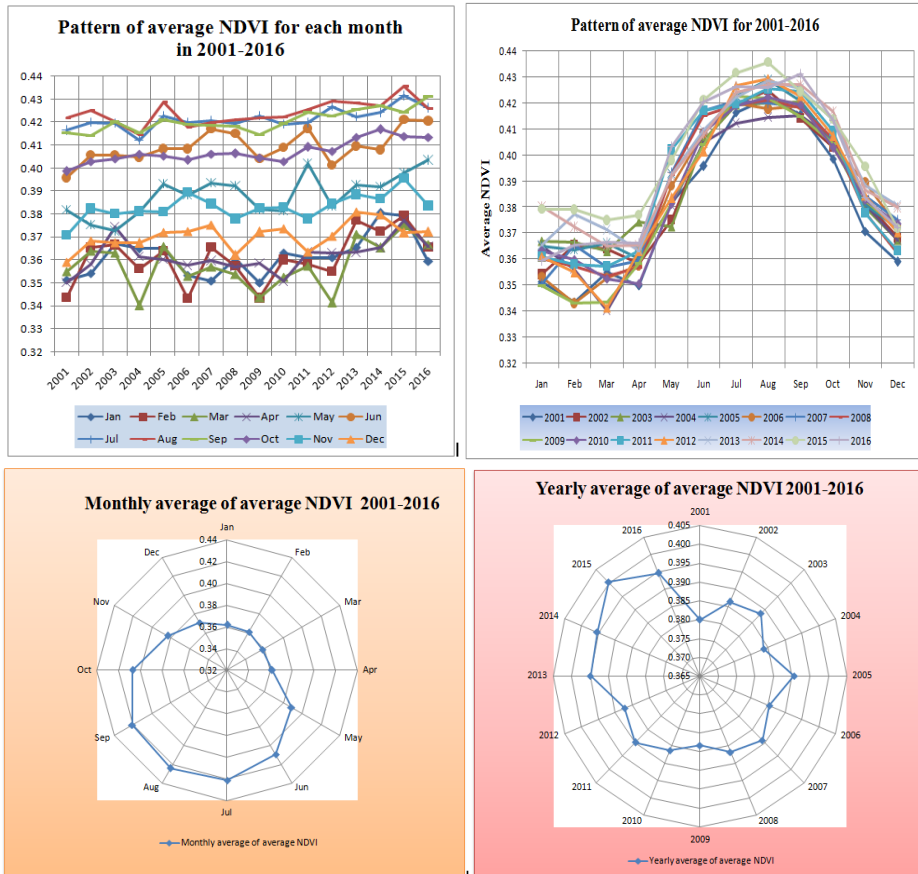 Pattern of average NDVI for each month
in 2001-2016
0.44
0.43
0.42
0.41
0.40
0.39
0.38
0.37
0.36
0.35
0.34
0.33
0.32
2001 2002 2003 2004 2005 2006 2007 2008 2009 2010 2011 2012 2013 2014 2015 2016
Jan Feb Mar Apr May Jun
Jul Aug Sep Oct Nov Dec
Pattern of average NDVI for 2001-2016
Average NDVI
0.44
0.43
0.42
0.41
0.40
0.39
0.38
0.37
0.36
0.35
0.34
0.33
0.32
Jan Feb Mar Apr May Jun Jul Aug Sep Oct Nov Dec
2001 2002 2003 2004 2005 2006 2007 2008
2009 2010 2011 2012 2013 2014 2015 2016
Monthly average of average NDVI 2001-2016
Jan
Feb
Mar
Apr
May
Jun
Jul
Aug
Sep
Oct
Nov
Dec
0.44
0.42
0.40
0.38
0.36
0.34
0.32
Monthly average of average NDVI
Yearly average of average NDVI 2001-2016
2001
2002
2003
2004
2005
2006
2007
2008
2009
2010
2011
2012
2013
2014
2015
2016
0.405
0.400
0.395
0.390
0.385
0.380
0.375
0.370
0.365
Yearly average of average NDVI